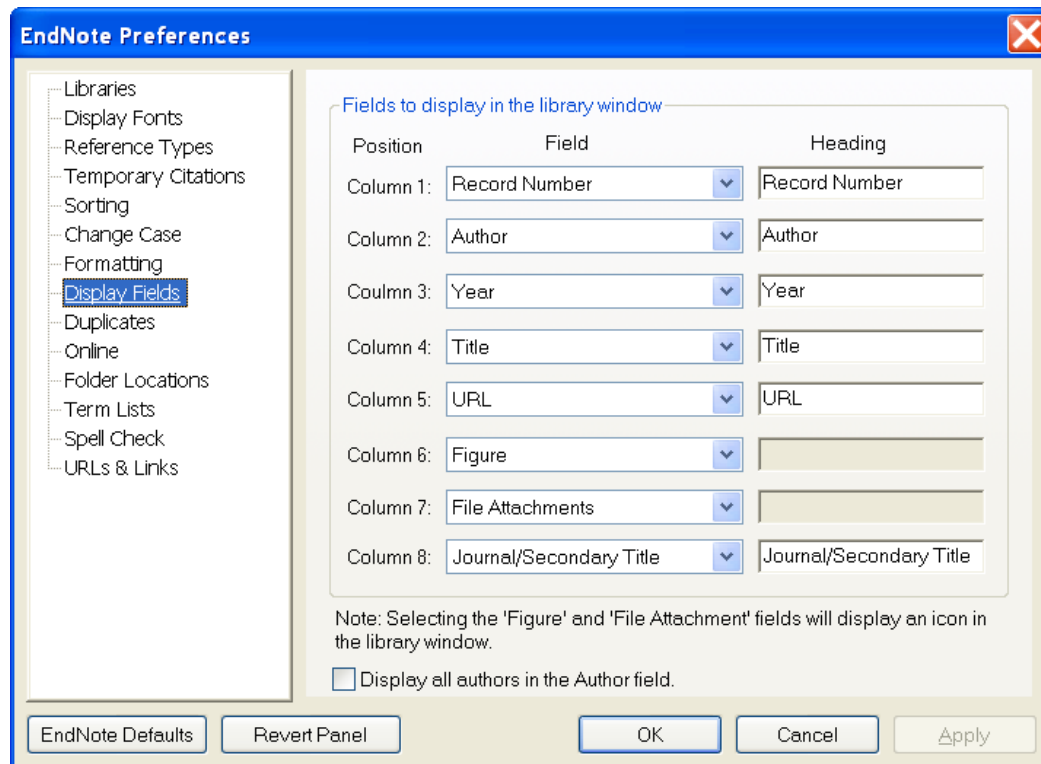 EndNote Preferences
Libraries
Display Fonts
Reference Types
Temporary Citations
Sorting
Change Case
Formatting
Display Fields
Duplicates
Online
Folder Locations
Term Lists
Spell Check
URLs & Links
Fields to display in the library window
Position Field Heading
Column 1: Record Number Record Number
Column 2: Author Author
Coulmn 3: Year Year
Column 4: Title Title
Column 5: URL URL
Column 6: Figure
Column 7: File Attachments
Column 8: Journal/Secondary Title Journal/Secondary Title
Note: Selecting the 'Figure' and 'File Attachment' fields will display an icon in
the library window.
Display all authors in the Author field.
EndNote Defaults Revert Panel OK Cancel Apply